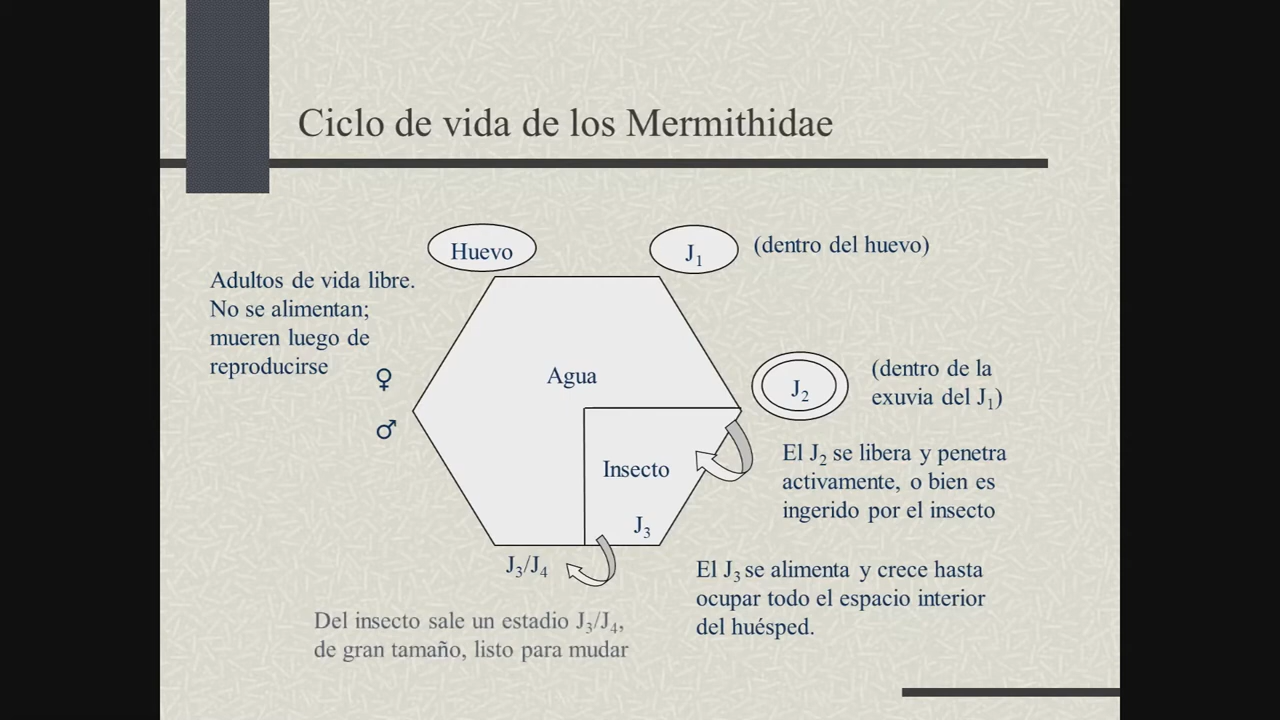 Ciclo de vida de los Mermithidae
Huevo
J1
(dentro del huevo)
Adultos de vida libre.
No se alimentan;
mueren luego de
reproducirse
♀
♂
Agua
J2
(dentro de la
exuvia del J1)
Insecto
J3
El J2 se libera y penetra
activamente, o bien es
ingerido por el insecto
J3/J4
El J3 se alimenta y crece hasta
ocupar todo el espacio interior
del huésped.
Del insecto sale un estadio J3/J4,
de gran tamaño, listo para mudar